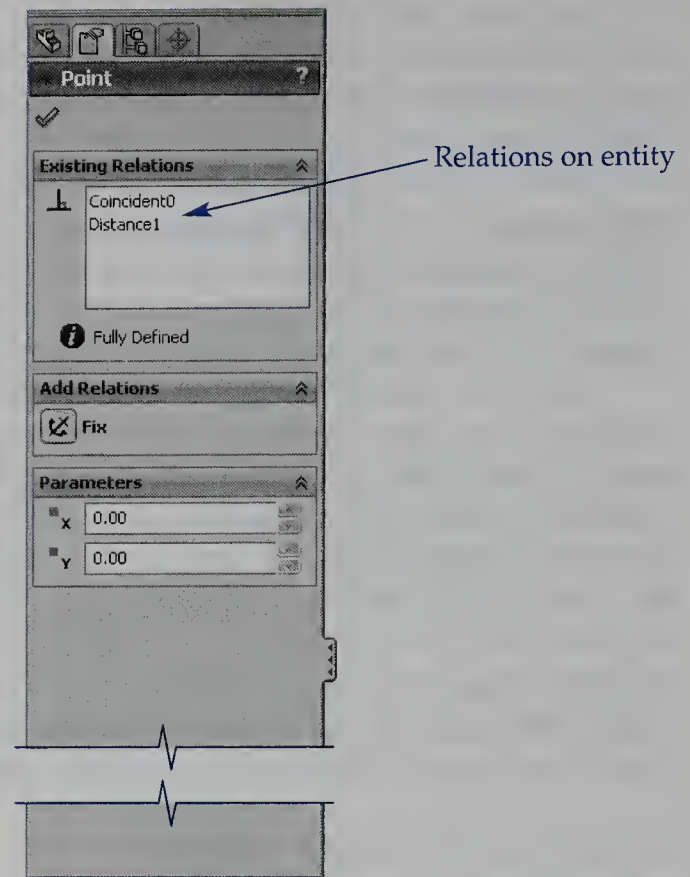 Point ?
Existing Relations
Relations on entity
Coincident0
Distance1
Fully Defined
Add Relations
Fix
Parameters
X 0.00
Y 0.00